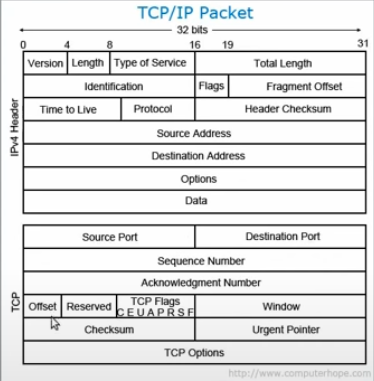 TCP/IP Packet
32 bits
0 4 8 16 19 31
Version Length Type of Service Total Length
Identification Flags Fragment Offset
Time to Live Protocol Header Checksum
Source Address
Destination Address
Options
Data
IPv4 Header
Source Port Destination Port
Sequence Number
Acknowledgment Number
Offset Reserved TCP Flags Window
C E U A P R S F
Checksum Urgent Pointer
TCP Options
TCP
http://www.computerhope.com